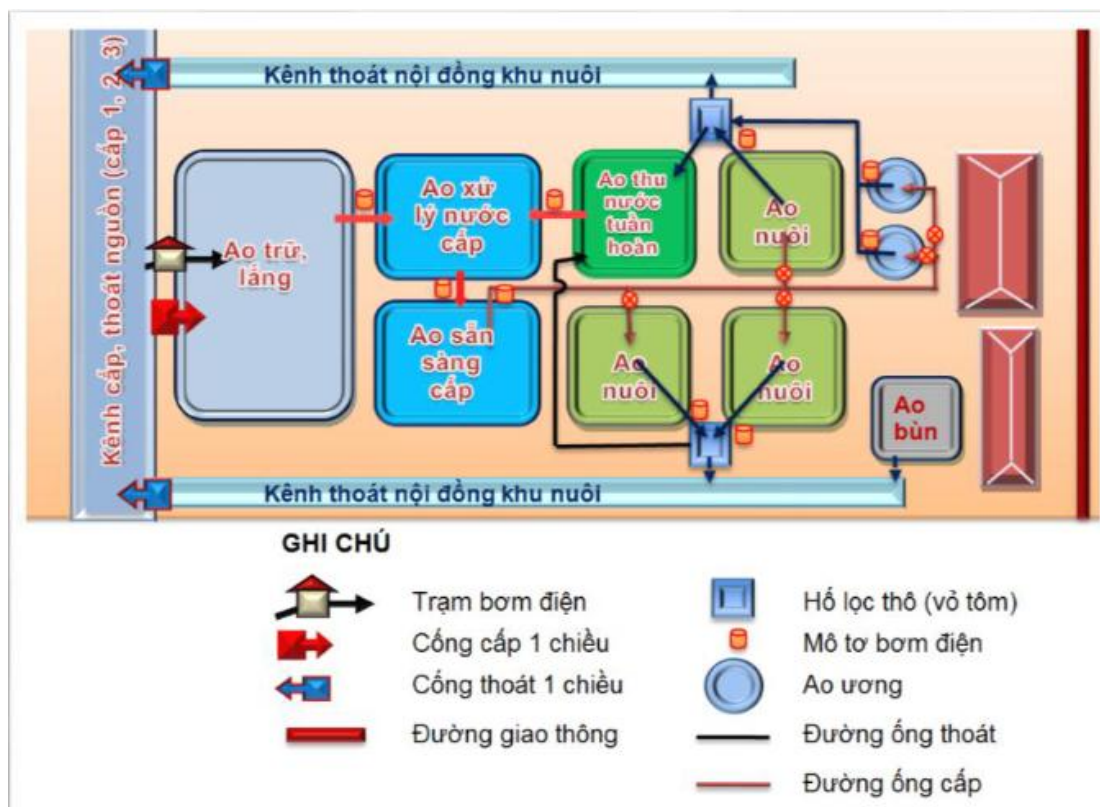 Kênh cấp, thoát nguồn (cấp 1, 2, 3)
Kênh thoát nội đồng khu nuôi
Ao trữ,
lắng
Ao xử
lý nước
cấp
Ao thu
nước
tuần
hoàn
Ao
nuôi
Ao sẵn
sàng
cấp
Ao
nuôi
Ao
nuôi
Ao
bùn
Kênh thoát nội đồng khu nuôi
GHI CHÚ
Trạm bơm điện
Cống cấp 1 chiều
Cống thoát 1 chiều
Đường giao thông
Hố lọc thô (vỏ tôm)
Mô tơ bơm điện
Ao ương
Đường ống thoát
Đường ống cấp